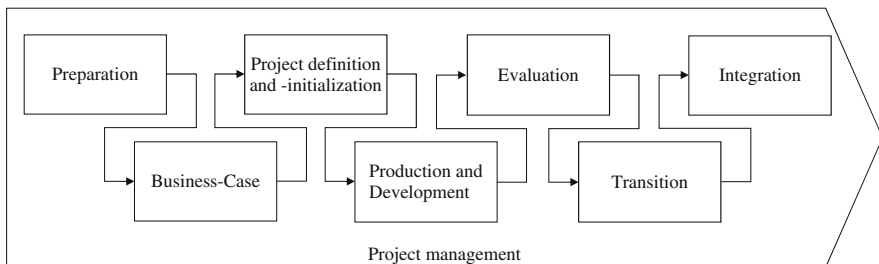 Preparation
Business-Case
Project definition
and -initialization
Production and
Development
Evaluation
Transition
Integration
Project management